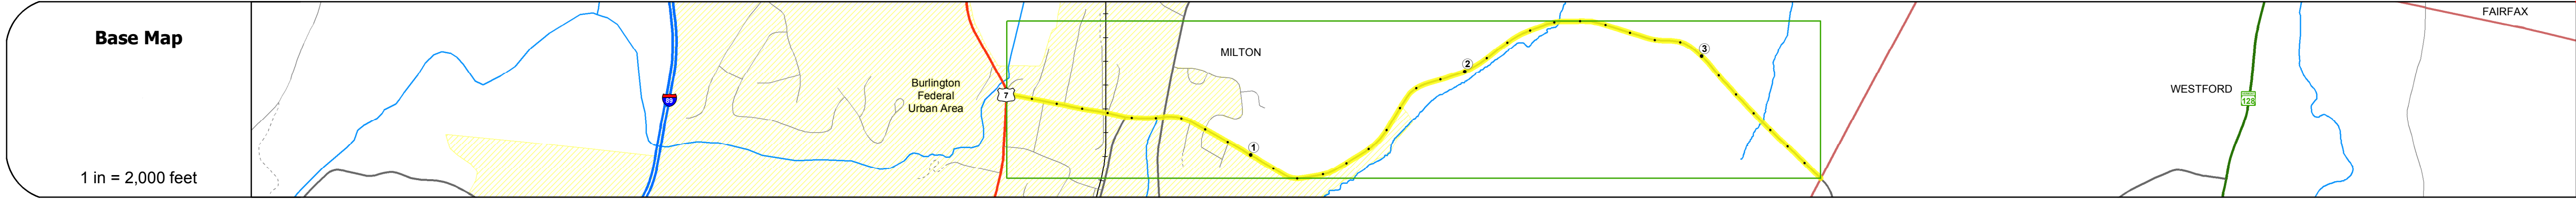 Base Map
1 in = 2,000 feet
89
Burlington
Federal
Urban Area
7
MILTON
1
2
3
WESTFORD
128
FAIRFAX